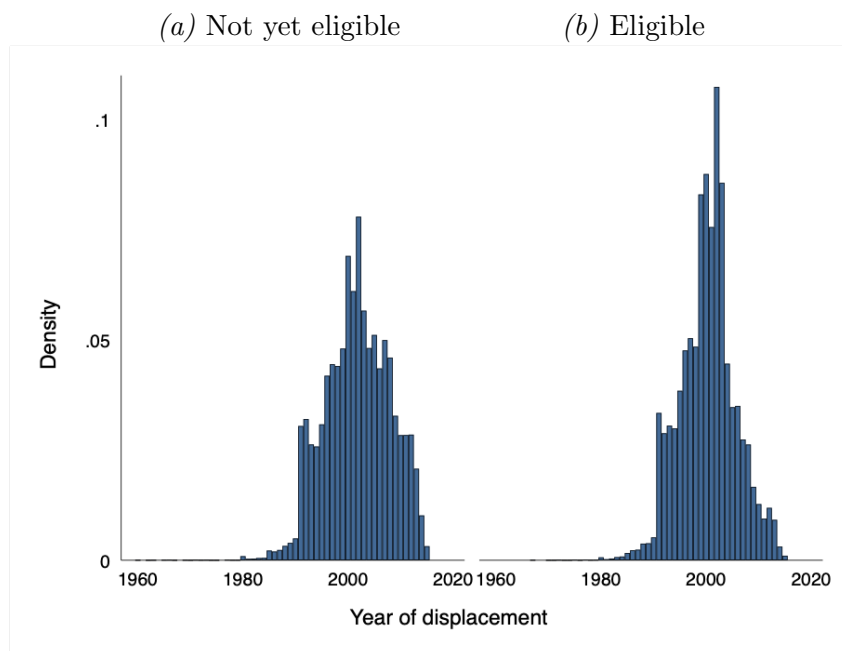 (a) Not yet eligible (b) Eligible
.1
.05
0
Density
1960 1980 2000 2020 1960 1980 2000 2020
Year of displacement